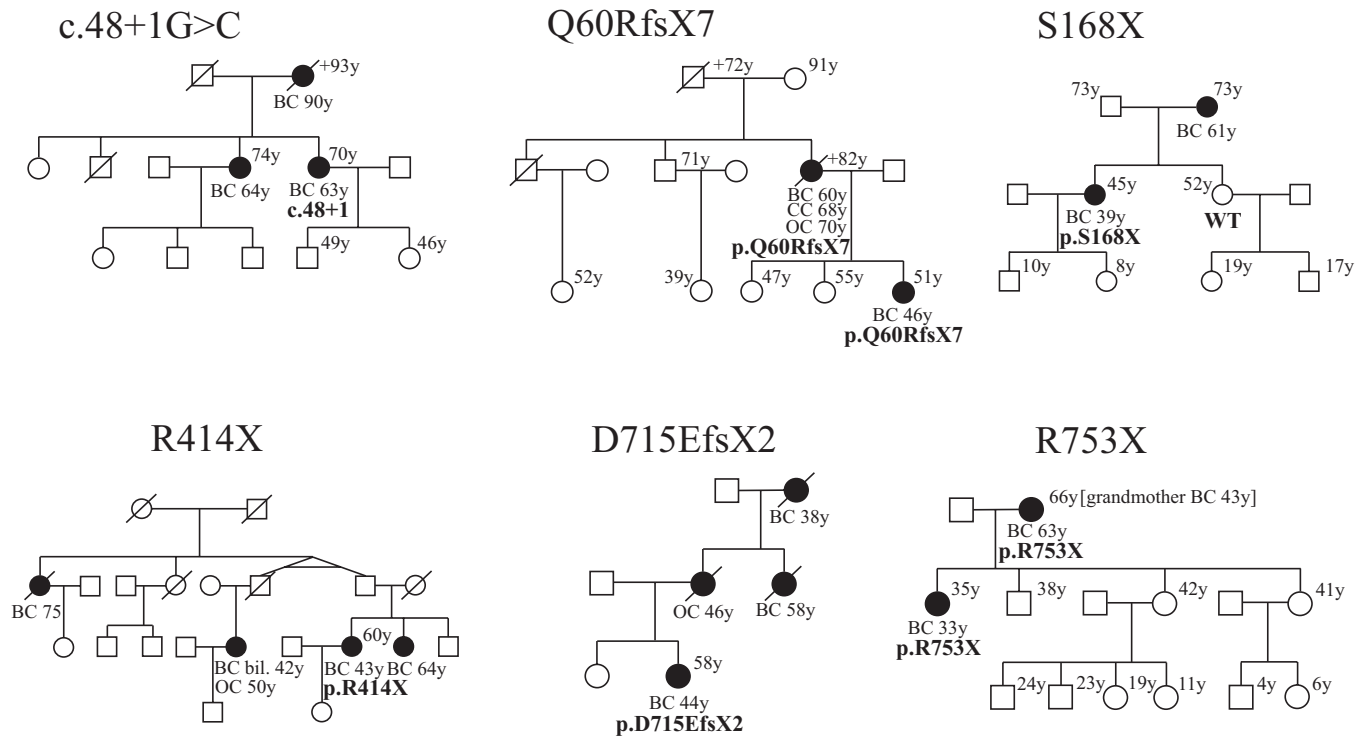 c.48+1G>C
+93y
BC 90y
74y
BC 64y
70y
BC 63y
c.48+1
49y
46y
Q60RfsX7
+72y
91y
71y
+82y
BC 60y
CC 68y
OC 70y
p.Q60RfsX7
52y
39y
47y
55y
51y
BC 46y
p.Q60RfsX7
S168X
73y
73y
BC 61y
45y
BC 39y
p.S168X
52y
WT
10y
8y
19y
17y
R414X
BC 75
BC bil. 42y
OC 50y
60y
BC 43y
p.R414X
BC 64y
D715EfsX2
BC 38y
OC 46y
BC 58y
58y
BC 44y
p.D715EfsX2
R753X
66y[grandmother BC 43y]
BC 63y
p.R753X
35y
BC 33y
p.R753X
38y
42y
41y
24y
23y
19y
11y
4y
6y